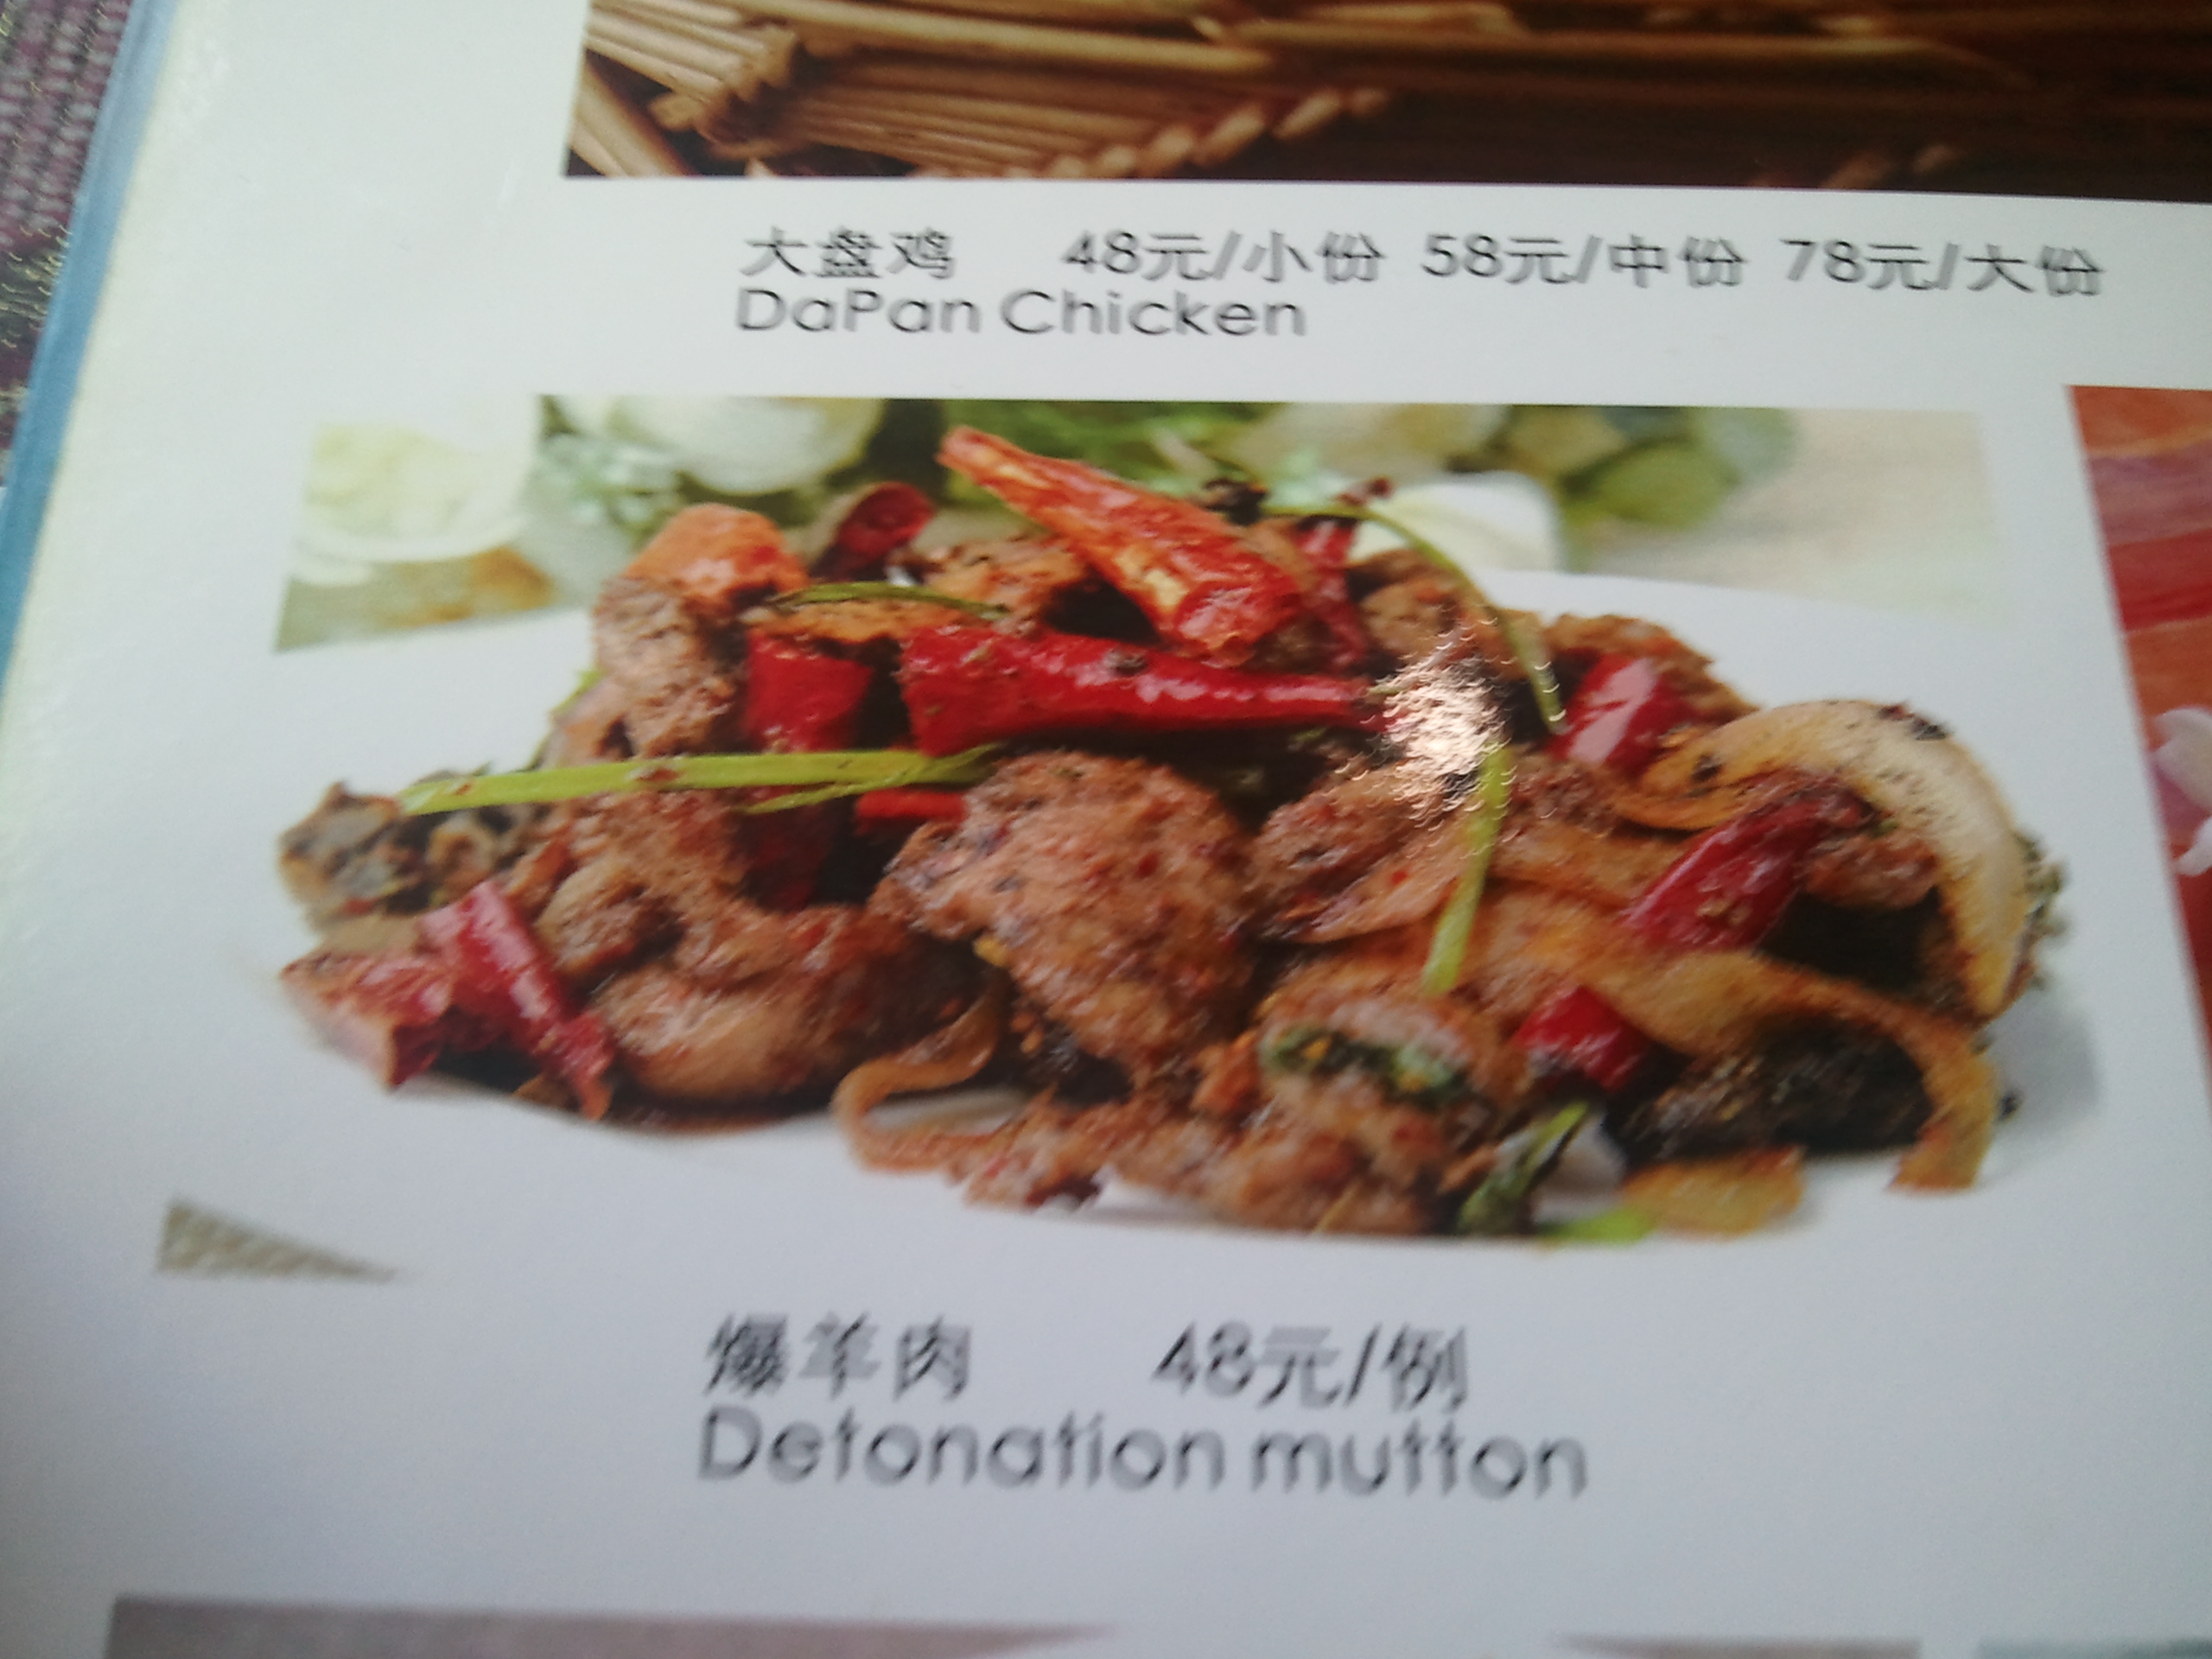 大盘鸡 48元/小份 58元/中份 78元/大份
DaPan Chicken
爆羊肉 48元/例
Detonation mutton